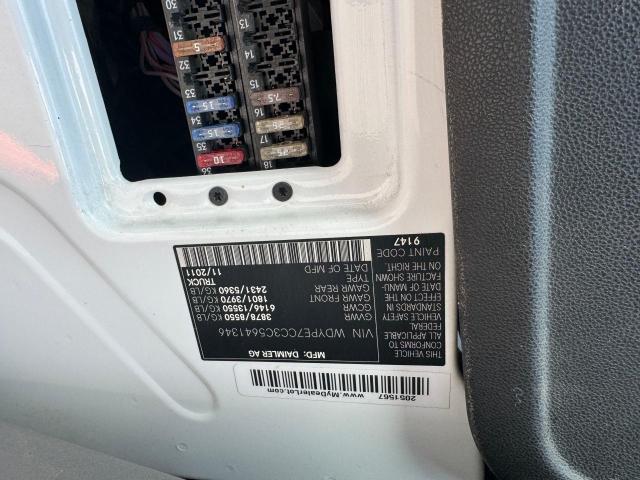 30
31
5
32
33
15
34
15
35
10
36
13
14
15
7.5
16
25
17
25
18
MFD: DAIMLER AG
VIN WDYPE7CC3C5641346
GVWR 3878/8550 KG/LB
GCWR 6146/13550 KG/LB
GAWR FRONT 1801/3970 KG/LB
GAWR REAR 2431/5360 KG/LB
TYPE TRUCK
DATE OF MFD 11/2011
THIS VEHICLE
CONFORMS TO
ALL APPLICABLE
FEDERAL
VEHICLE SAFETY
STANDARDS IN
EFFECT ON THE
DATE OF MANU-
FACTURE SHOWN
ON THE RIGHT.
PAINT CODE
9147
www.MyDealerLot.com
2051567